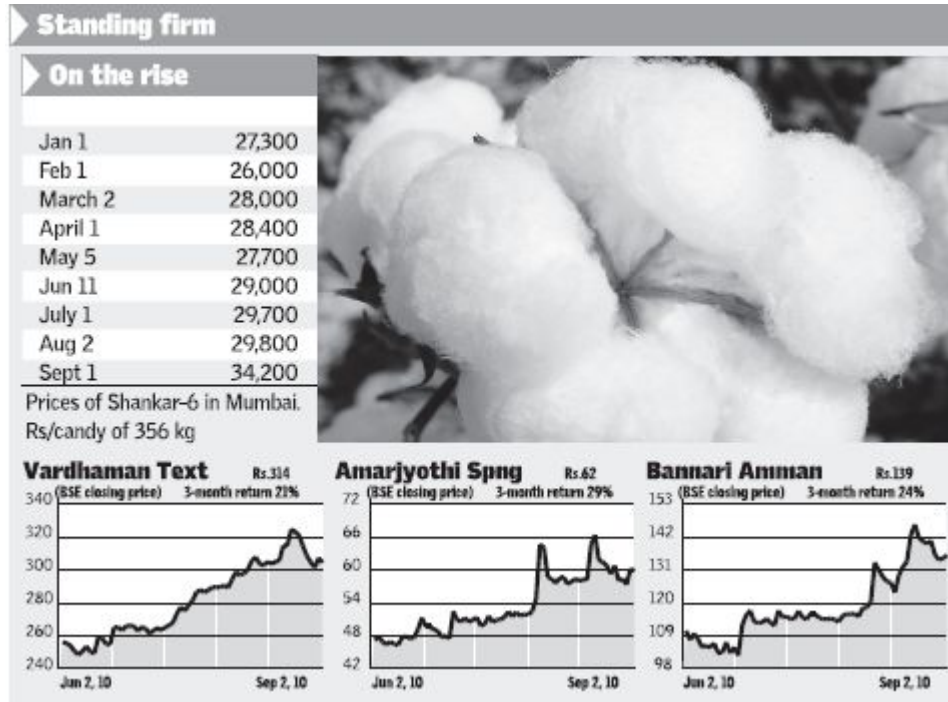 Standing firm
On the rise
Jan 1 27,300
Feb 1 26,000
March 2 28,000
April 1 28,400
May 5 27,700
Jun 11 29,000
July 1 29,700
Aug 2 29,800
Sept 1 34,200
Prices of Shankar-6 in Mumbai.
Rs/candy of 356 kg
Vardhaman Text Rs.314
(BSE closing price) 3-month return 21%
340
320
300
280
260
240
Jun 2, 10 Sep 2, 10
Amarjyothi Spng Rs.62
(BSE closing price) 3-month return 29%
72
66
60
54
48
42
Jun 2, 10 Sep 2, 10
Bannari Amman Rs.139
(BSE closing price) 3-month return 24%
153
142
131
120
109
98
Jun 2, 10 Sep 2, 10